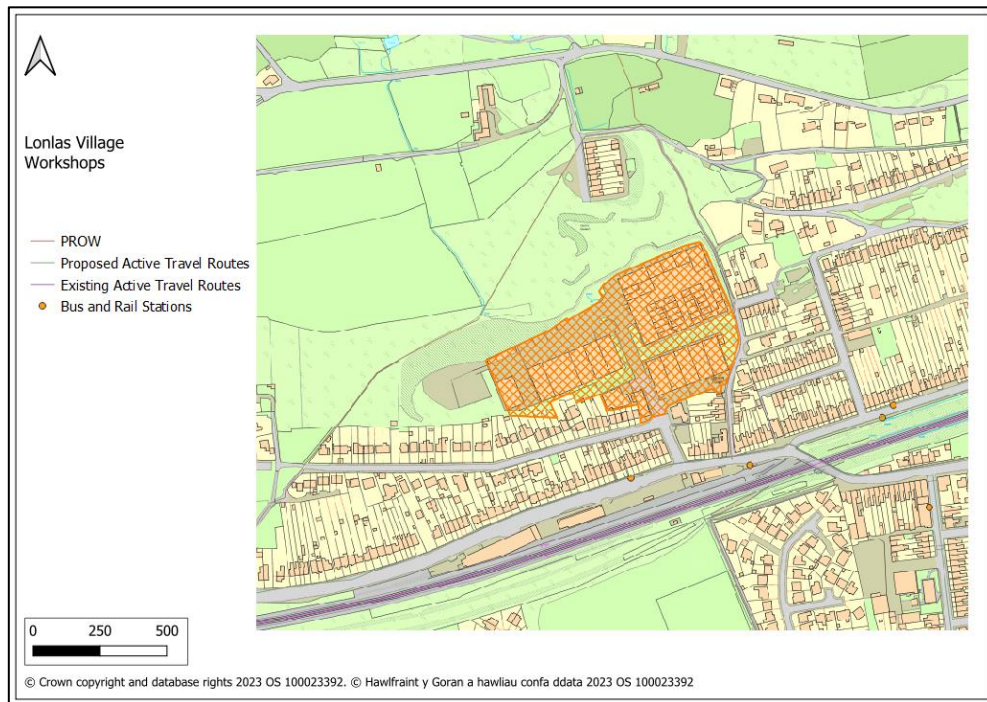 Lonlas Village
Workshops
PROW
Proposed Active Travel Routes
Existing Active Travel Routes
Bus and Rail Stations
0 250 500
© Crown copyright and database rights 2023 OS 100023392. © Hawlfraint y Goran a hawliau confa ddata 2023 OS 100023392